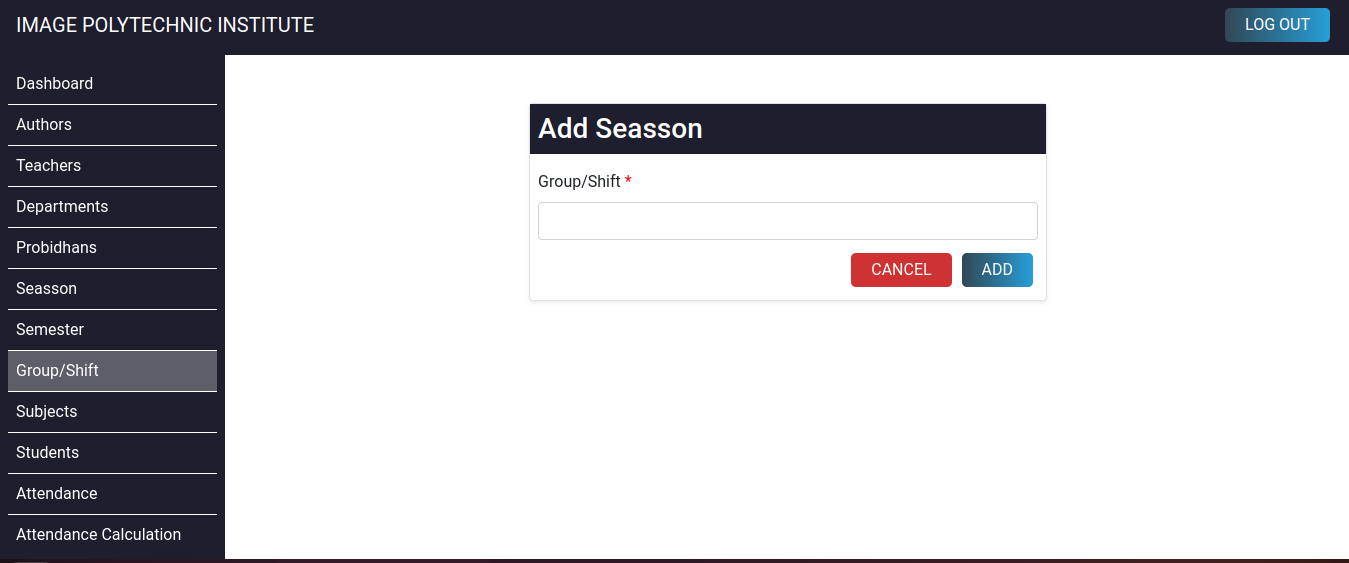 IMAGE POLYTECHNIC INSTITUTE
LOG OUT
Dashboard
Authors
Teachers
Departments
Probidhans
Seasson
Semester
Group/Shift
Subjects
Students
Attendance
Attendance Calculation
Add Seasson
Group/Shift *
CANCEL
ADD